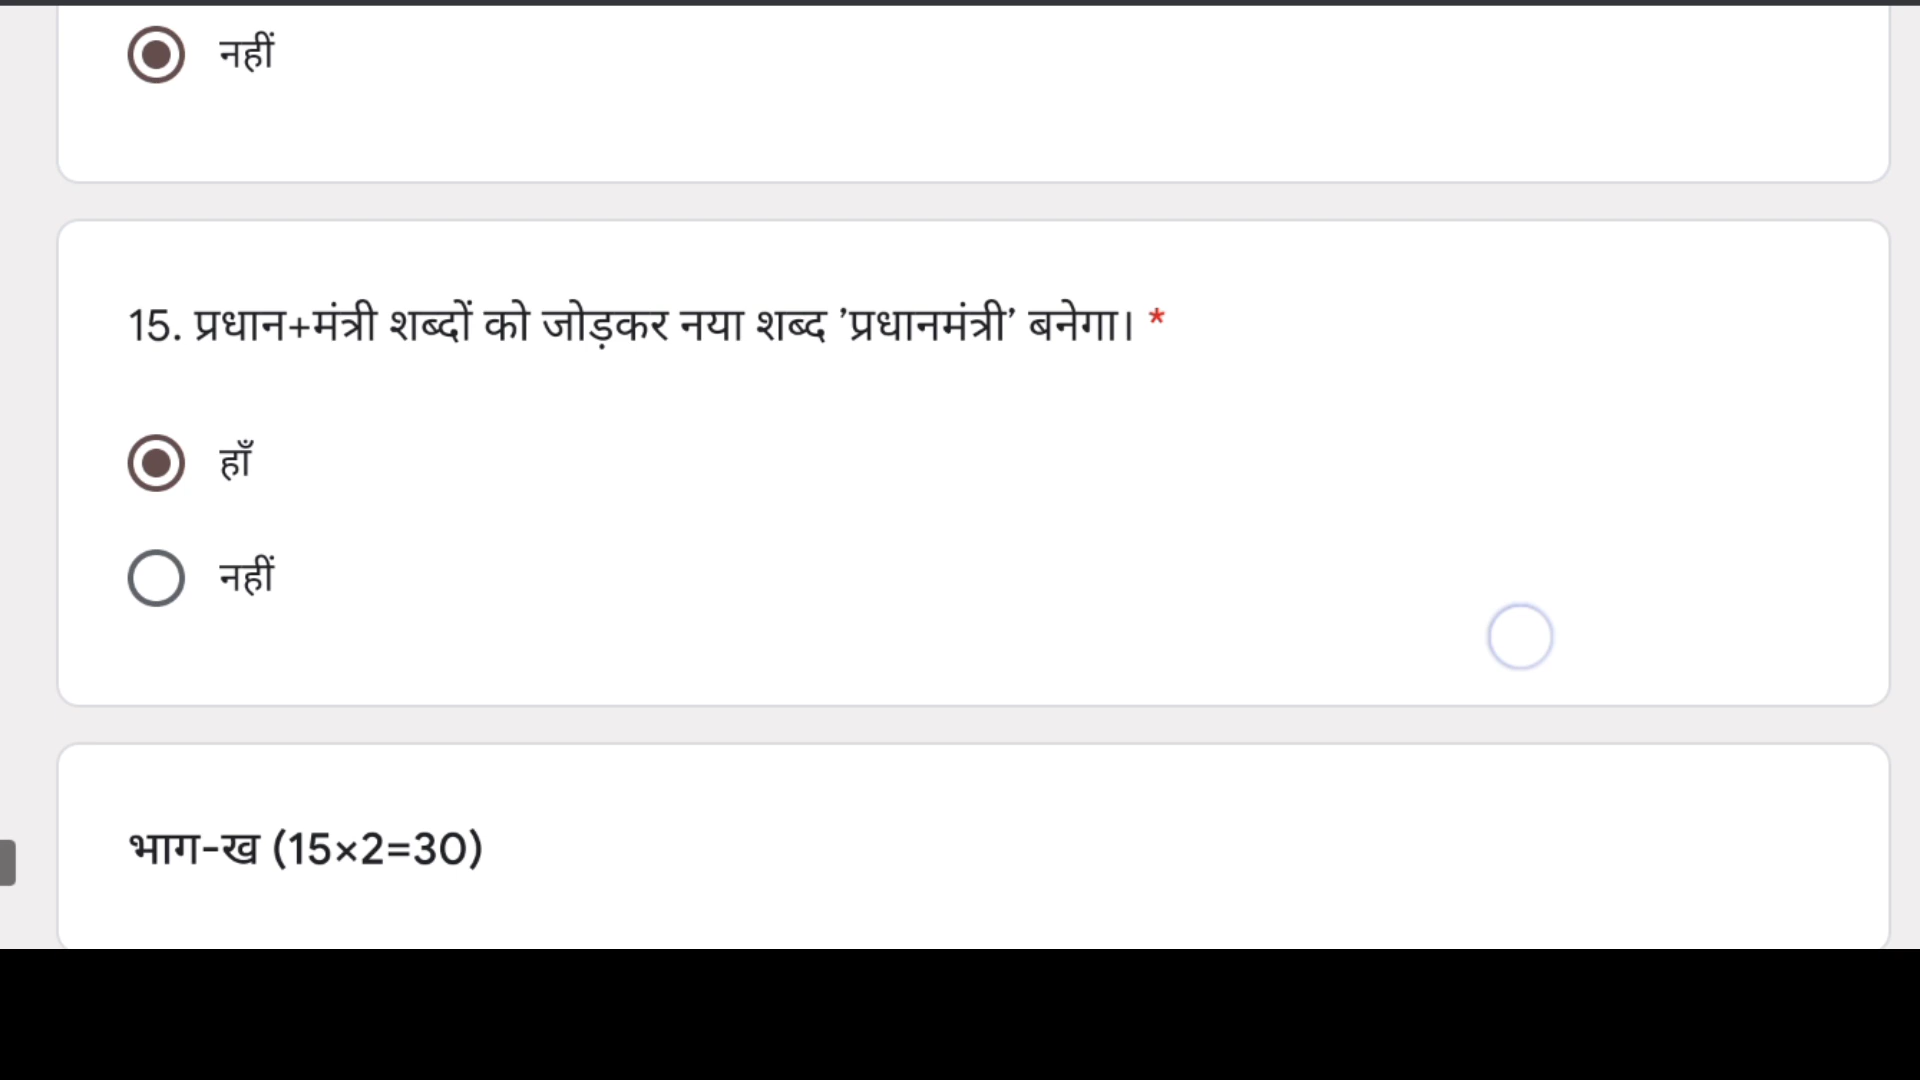 नहीं
15. प्रधान+मंत्री शब्दों को जोड़कर नया शब्द ’प्रधानमंत्री’ बनेगा। *
हाँ
नहीं
भाग-ख (15×2=30)